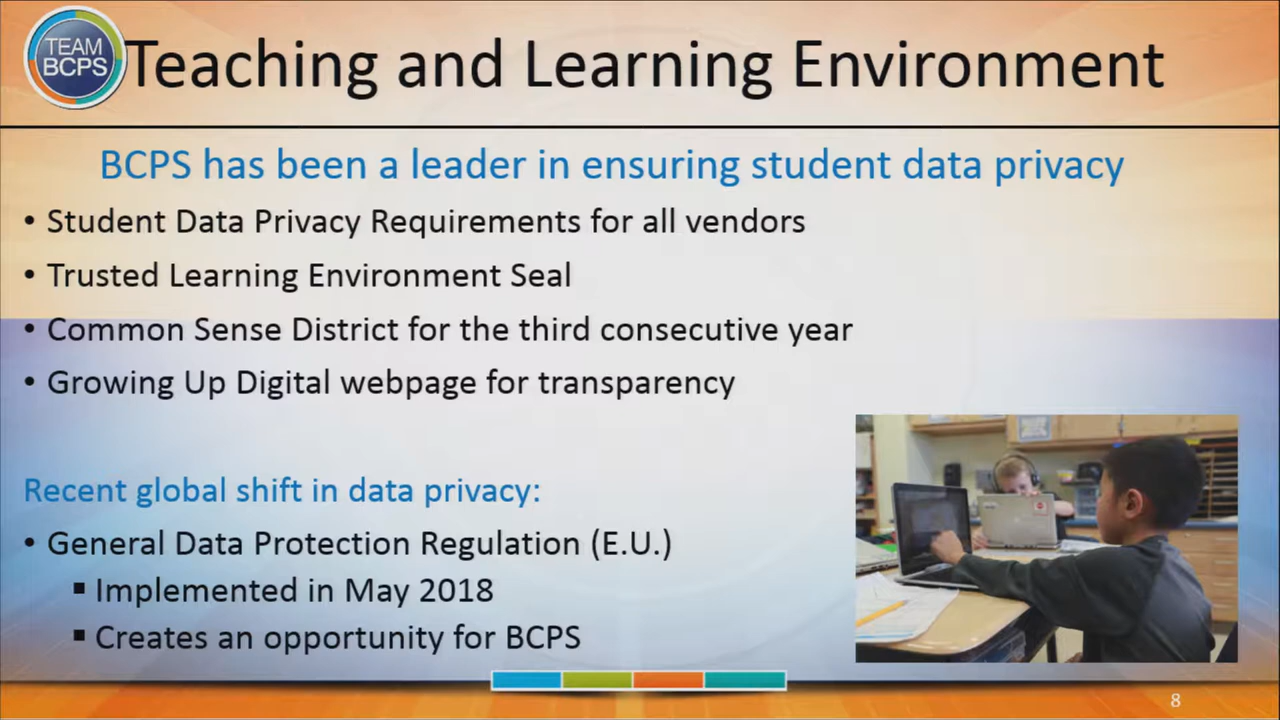 TEAM
BCPS
Teaching and Learning Environment
BCPS has been a leader in ensuring student data privacy
• Student Data Privacy Requirements for all vendors
• Trusted Learning Environment Seal
• Common Sense District for the third consecutive year
• Growing Up Digital webpage for transparency
Recent global shift in data privacy:
• General Data Protection Regulation (E.U.)
▪ Implemented in May 2018
▪ Creates an opportunity for BCPS
8